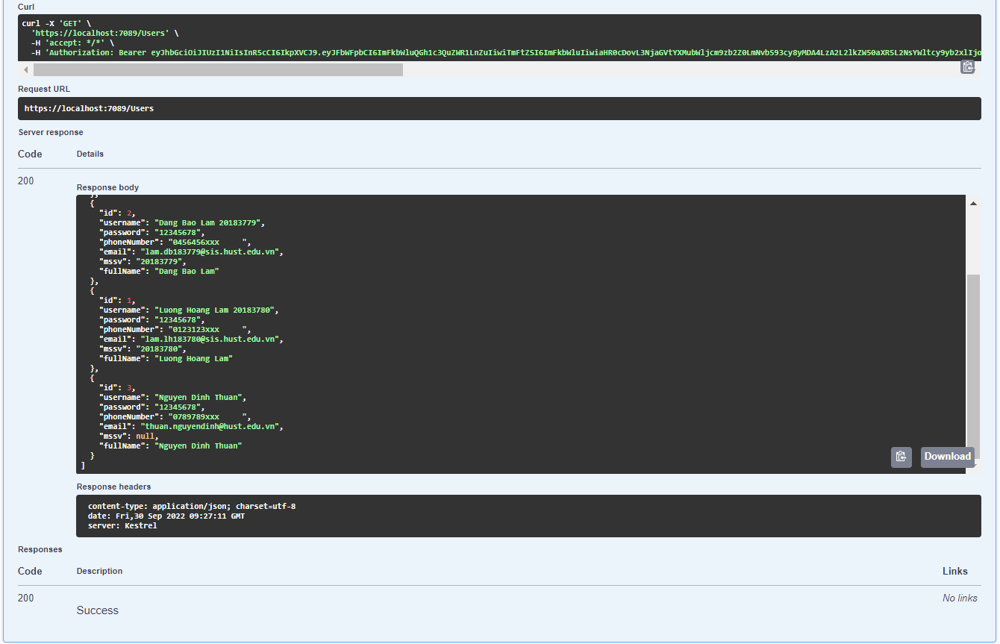 Curl
curl -X 'GET' \
'https://localhost:7089/Users' \
-H 'accept: */*' \
-H 'Authorization: Bearer
Request URL
https://localhost:7089/Users
Server response
Code Details
200
Response body
},
{
"id": 2,
"username": "Dang Bao Lam 20183779",
"password": "12345678",
"phoneNumber": "0456456xxx     ",
"email": "lam.db183779@sis.hust.edu.vn",
"mssv": "20183779",
"fullName": "Dang Bao Lam"
},
{
"id": 1,
"username": "Luong Hoang Lam 20183780",
"password": "12345678",
"phoneNumber": "0123123xxx     ",
"email": "lam.lh183780@sis.hust.edu.vn",
"mssv": "20183780",
"fullName": "Luong Hoang Lam"
},
{
"id": 3,
"username": "Nguyen Dinh Thuan",
"password": "12345678",
"phoneNumber": "0789789xxx     ",
"email": "thuan.nguyendinh@hust.edu.vn",
"mssv": null,
"fullName": "Nguyen Dinh Thuan"
}
]
Download
Response headers
content-type: application/json; charset=utf-8
date: Fri,30 Sep 2022 09:27:11 GMT
server: Kestrel
Responses
Code Description Links
200 No links
Success